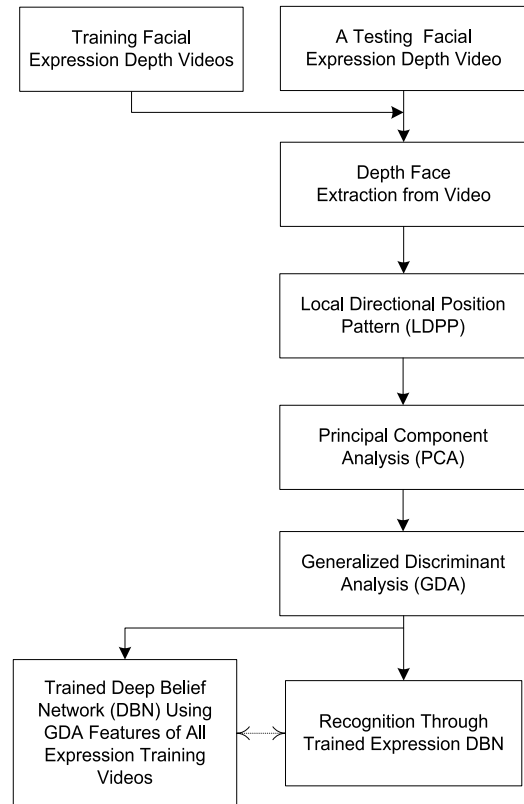 Training Facial
Expression Depth Videos
A Testing Facial
Expression Depth Video
Depth Face
Extraction from Video
Local Directional Position
Pattern (LDPP)
Principal Component
Analysis (PCA)
Generalized Discriminant
Analysis (GDA)
Trained Deep Belief
Network (DBN) Using
GDA Features of All
Expression Training
Videos
Recognition Through
Trained Expression DBN